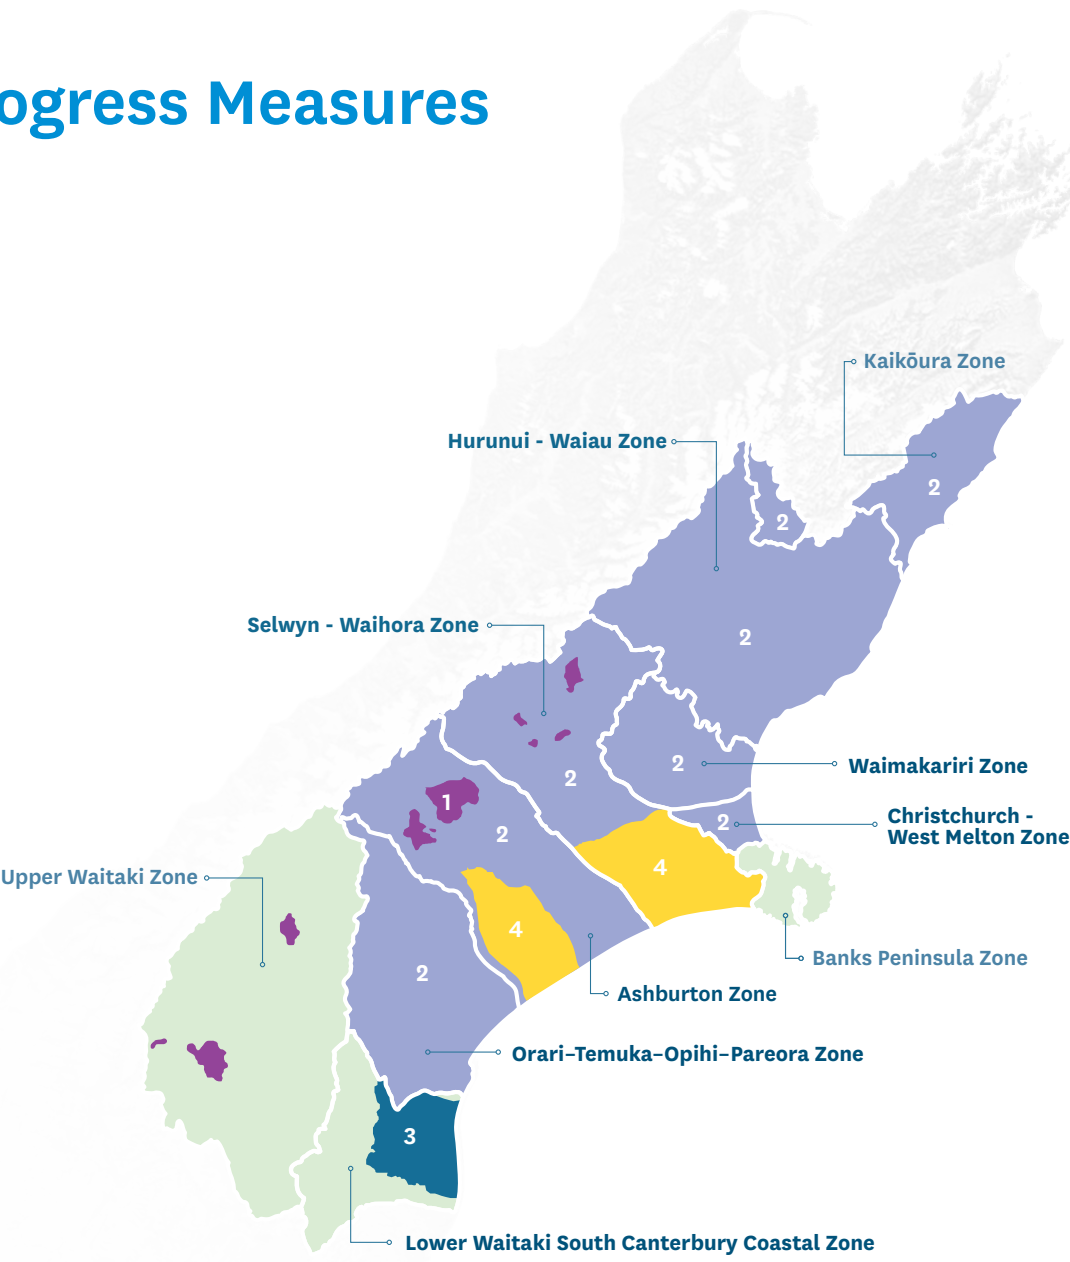 ogress Measures
Kaikōura Zone
Hurunui - Waiau Zone
2
2
Selwyn - Waihora Zone
2
2
Waimakariri Zone
2
1
Christchurch -
West Melton Zone
2
2
4
Upper Waitaki Zone
4
Banks Peninsula Zone
2
Ashburton Zone
Orari–Temuka–Opihi–Pareora Zone
3
Lower Waitaki South Canterbury Coastal Zone